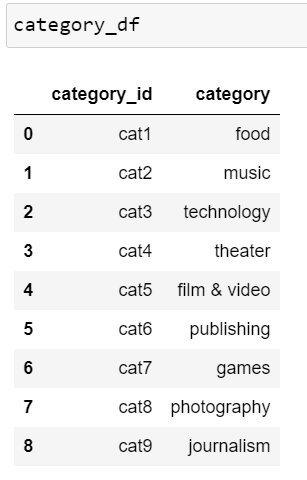 category_df
category_id category
0 cat1 food
1 cat2 music
2 cat3 technology
3 cat4 theater
4 cat5 film & video
5 cat6 publishing
6 cat7 games
7 cat8 photography
8 cat9 journalism